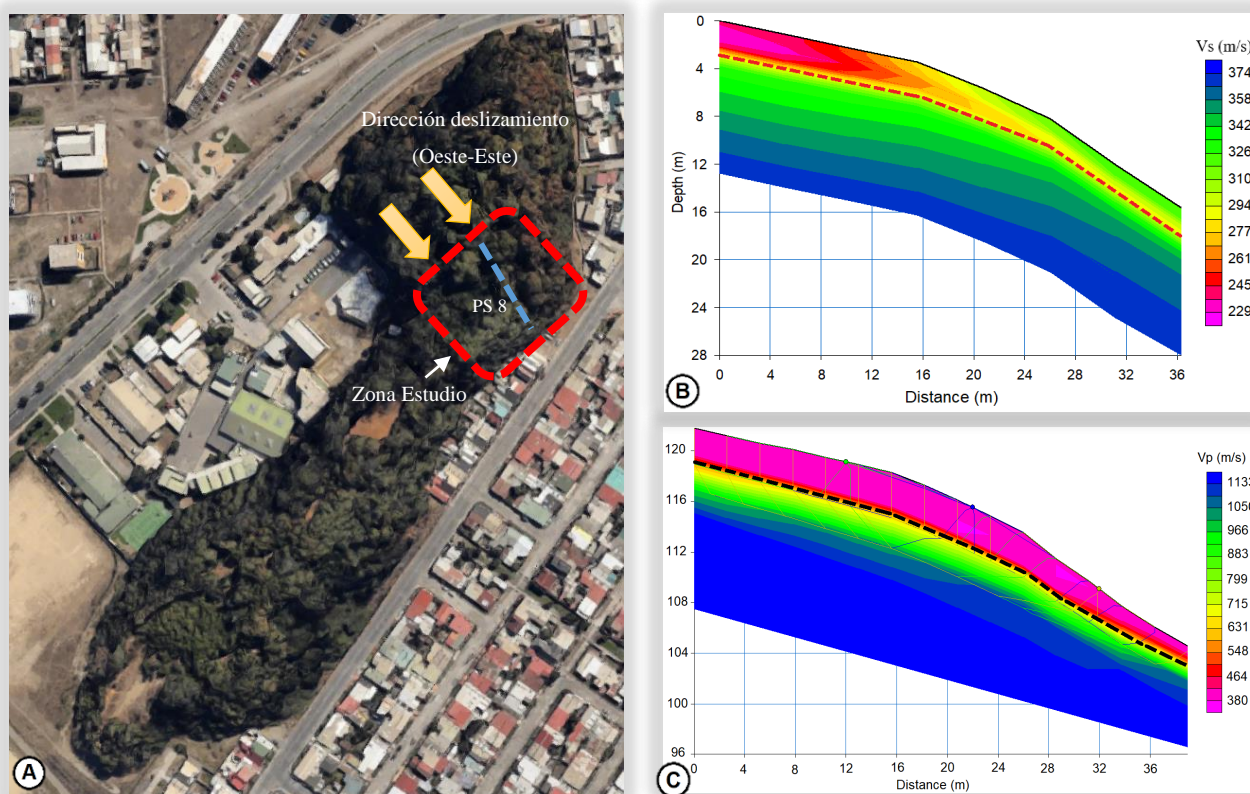 Dirección deslizamiento
(Oeste-Este)
PS 8
Zona Estudio
A
0
4
8
12
16
20
24
28
Depth (m)
0 4 8 12 16 20 24 28 32 36
Distance (m)
Vs (m/s)
374
358
342
326
310
294
277
261
245
229
B
120
116
112
108
104
100
96
0 4 8 12 16 20 24 28 32 36
Distance (m)
Vp (m/s)
1133
1050
966
883
799
715
631
548
464
380
C